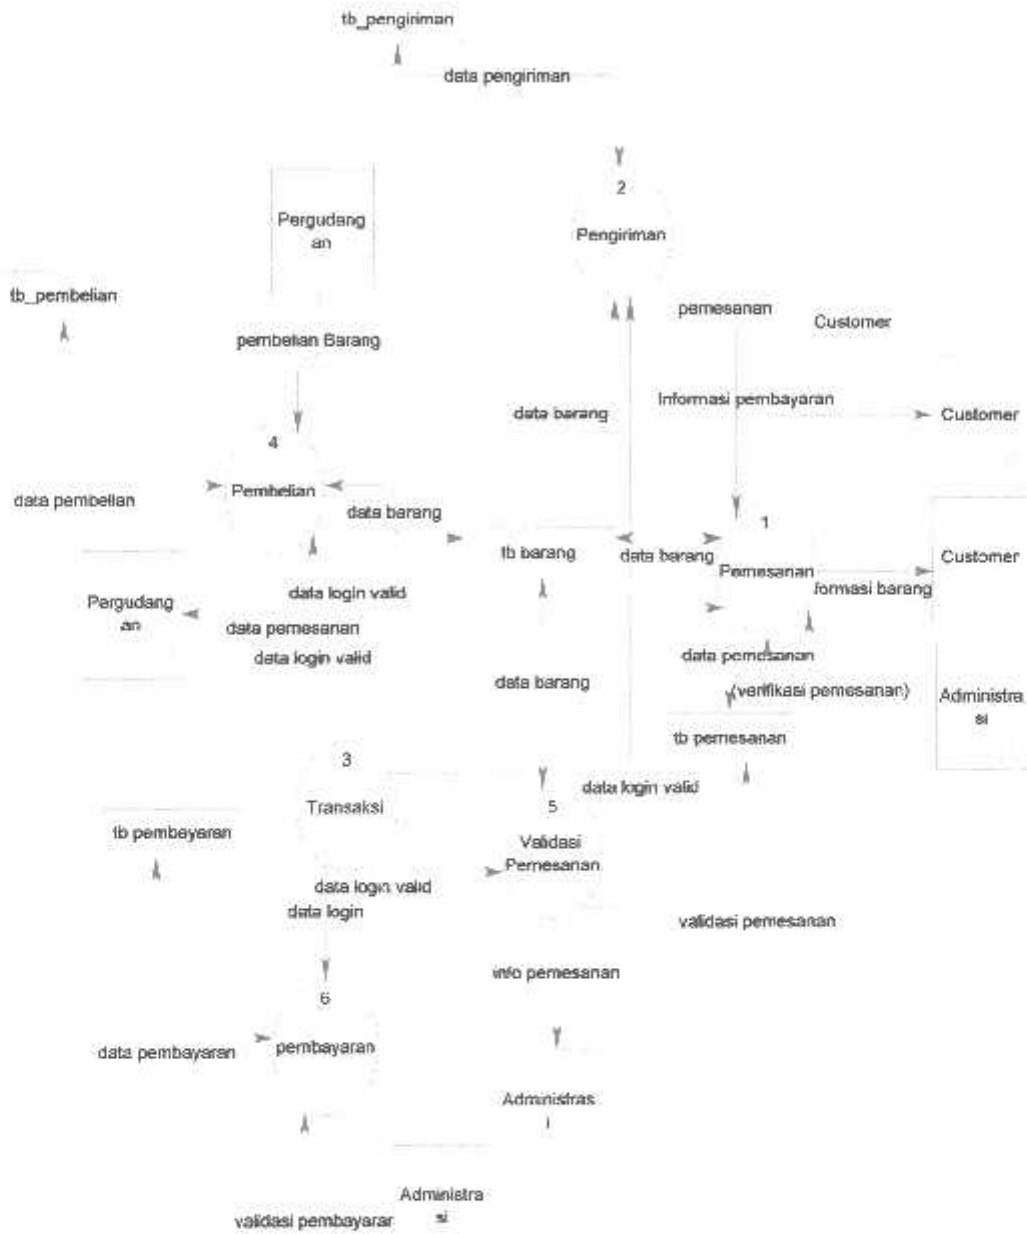 tb_pengiriman
data pengiriman
2
Pengiriman
Pergudang
an
tb_pembelian
pembelian Barang
pemesanan
Customer
data barang
Informasi pembayaran
Customer
4
Pembelian
data pembelian
data barang
tb barang
data barang
1
Pemesanan
Customer
formasi barang
Pergudang
an
data login valid
data pemesanan
data login valid
data pemesanan
(verifikasi pemesanan)
data barang
Administra
si
tb pemesanan
3
Transaksi
data login valid
5
Validasi
Pemesanan
tb pembayaran
data login valid
data login
validasi pemesanan
info pemesanan
6
pembayaran
data pembayaran
Administras
i
Administra
si
validasi pembayarar